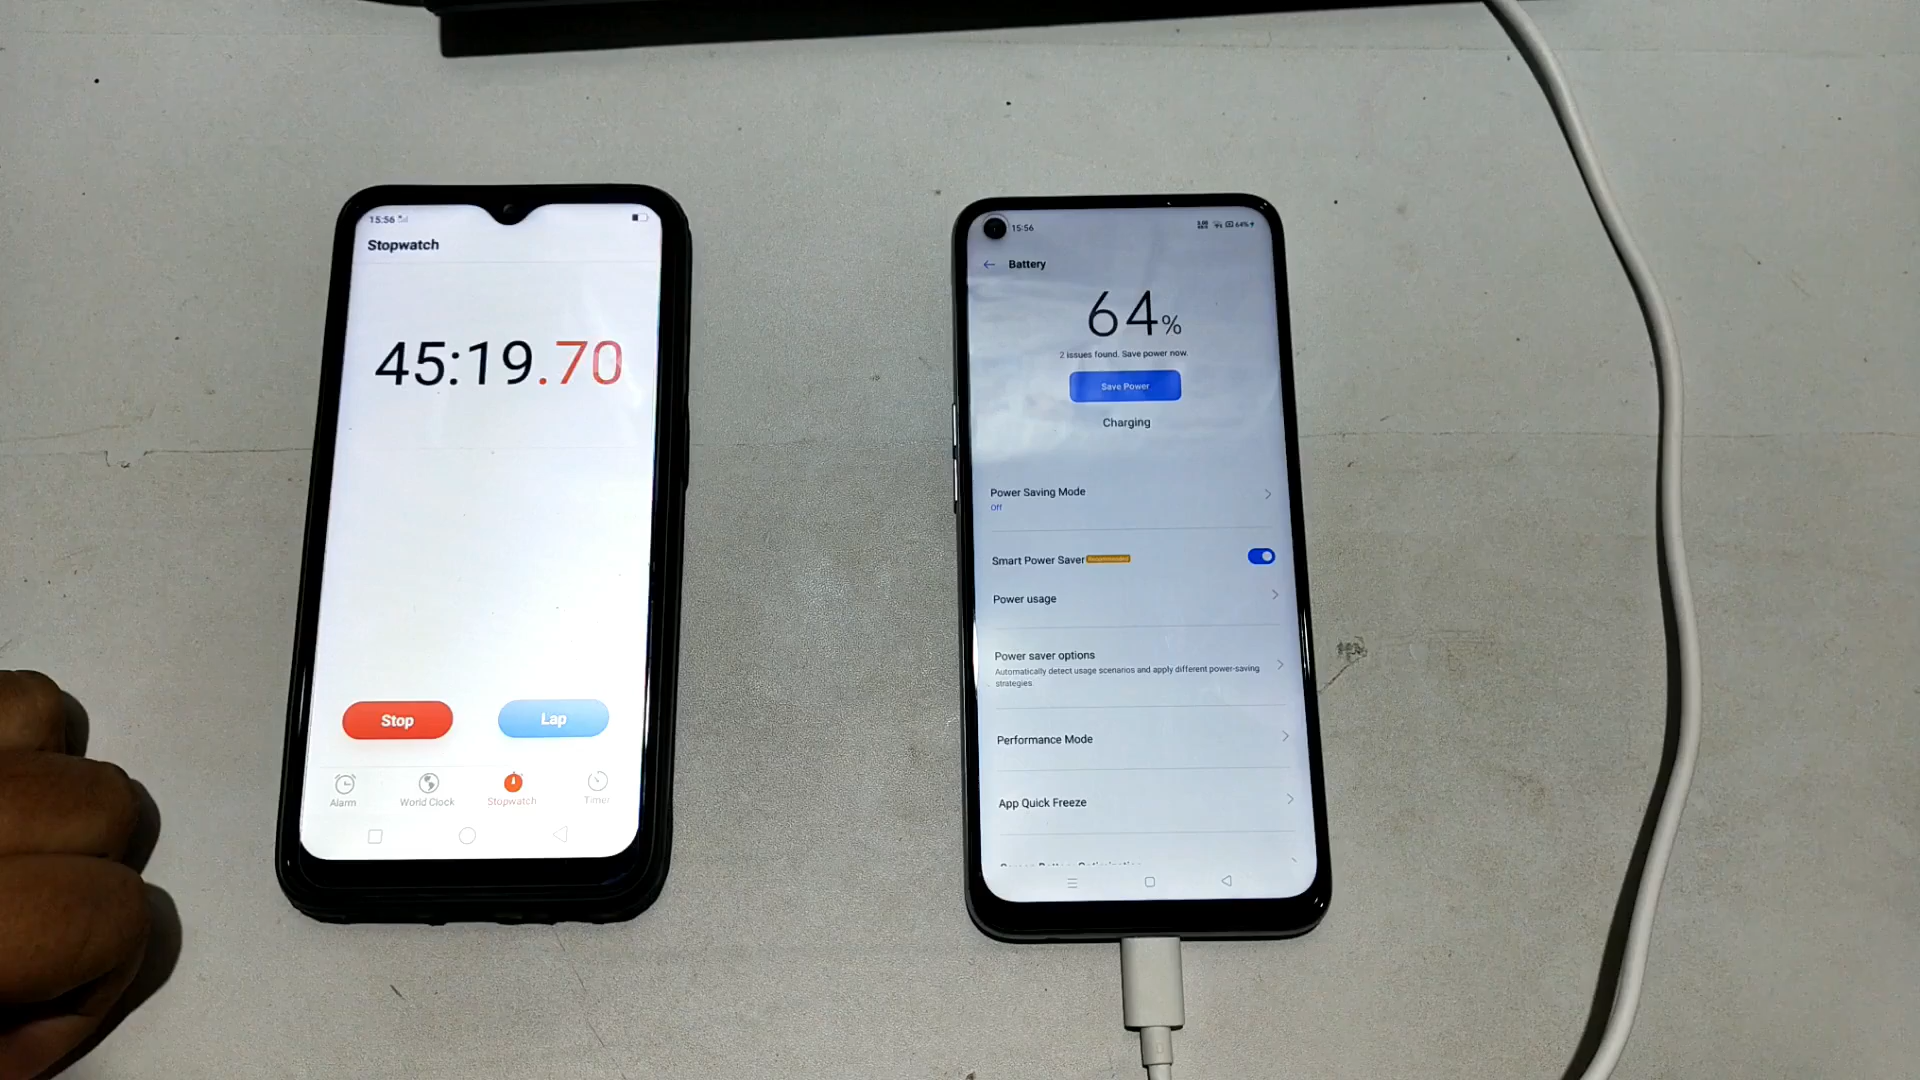 15:56
Stopwatch
45:19.70
Stop
Lap
Alarm
World Clock
Stopwatch
Timer
15:56
64%
Battery
64%
2 issues found. Save power now.
Save Power
Charging
Power Saving Mode
Off
Smart Power Saver
Power usage
Power saver options
Automatically detect usage scenarios and apply different power-saving
strategies
Performance Mode
App Quick Freeze